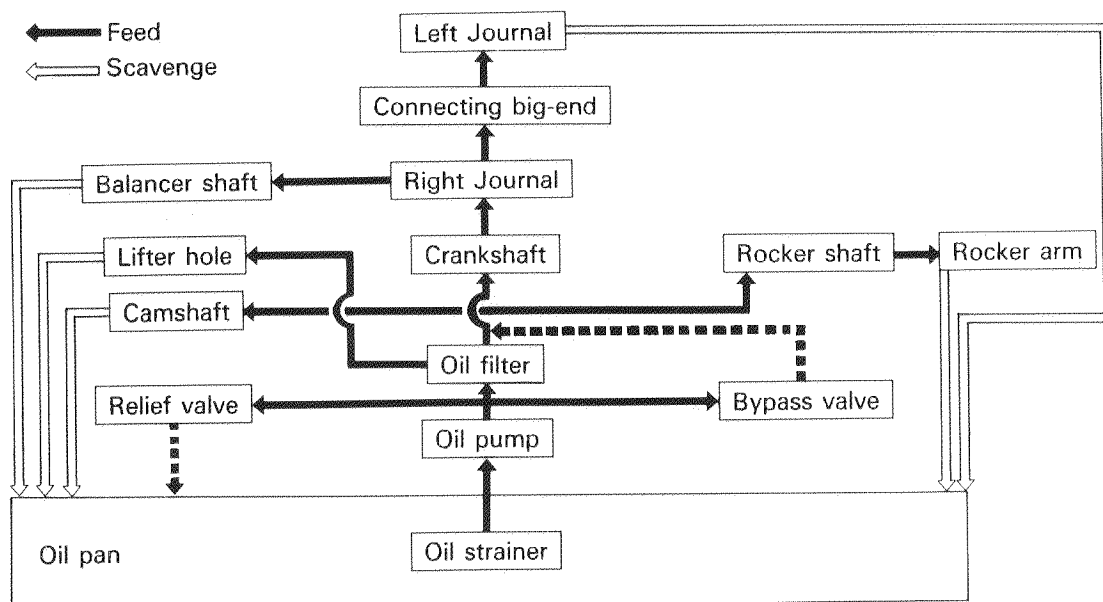 Left Journal
Feed
Scavenge
Connecting big-end
Balancer shaft
Right Journal
Lifter hole
Crankshaft
Rocker shaft
Rocker arm
Camshaft
Oil filter
Relief valve
Bypass valve
Oil pump
Oil pan
Oil strainer